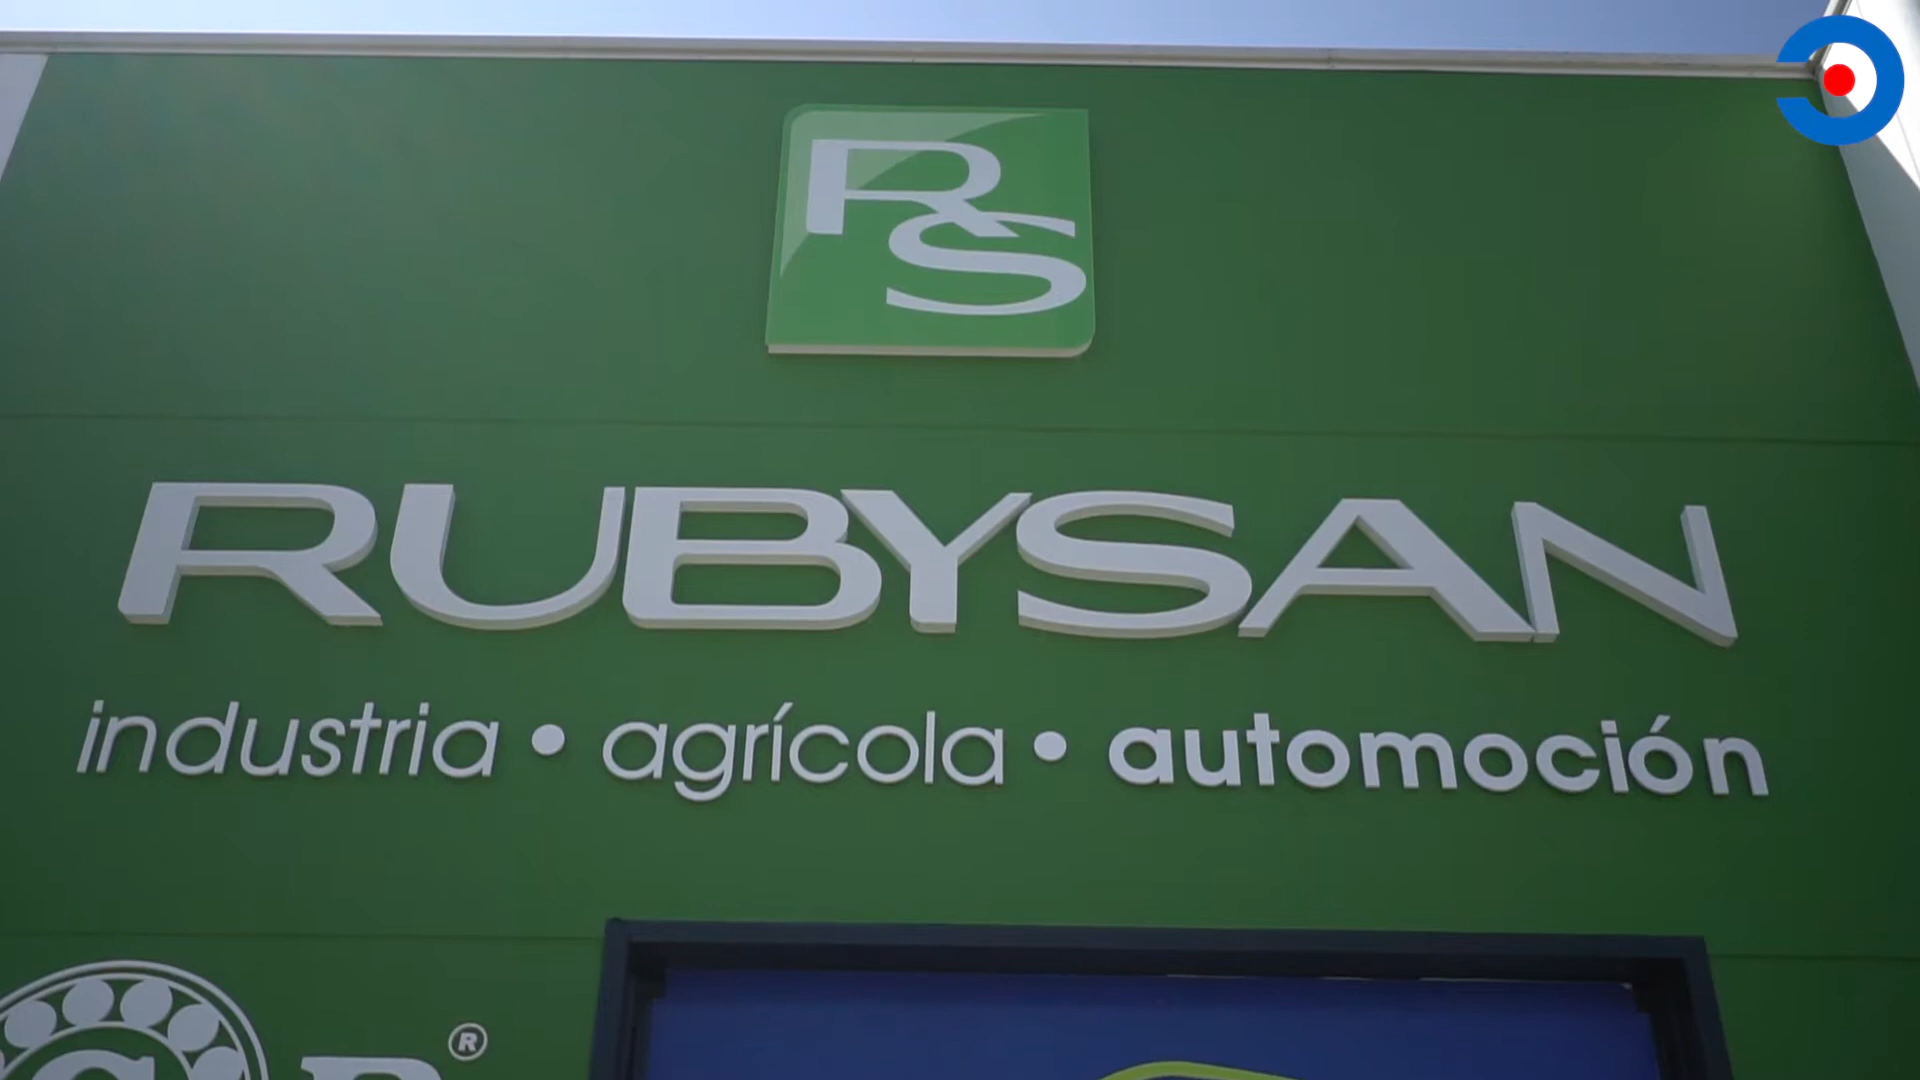 RS
RUBYSAN
industria • agrícola • automoción
®